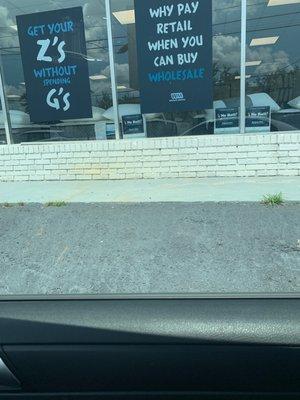 GET YOUR
Z'S
WITHOUT
SPENDING
G'S
WHY PAY
RETAIL
WHEN YOU
CAN BUY
WHOLESALE